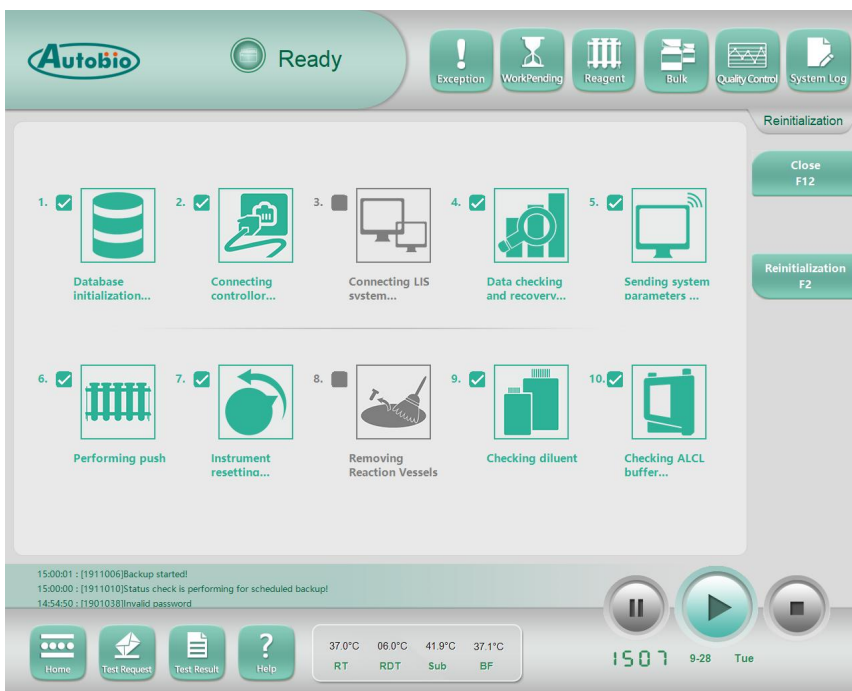 Autobio
Ready
Exception
WorkPending
Reagent
Bulk
Quality Control
System Log
Reinitialization
Close
F12
Reinitialization
F2
1.
2.
3.
4.
5.
Database
initialization...
Connecting
controllor...
Connecting LIS
system...
Data checking
and recovery...
Sending system
parameters ...
6.
7.
8.
9.
10.
Performing push
Instrument
resetting...
Removing
Reaction Vessels
Checking diluent
Checking ALCL
buffer...
15:00:01 : [1911006]Backup started!
15:00:00 : [1911010]Status check is performing for scheduled backup!
14:54:50 : [1901038]Invalid password
Home
Test Request
Test Result
?
Help
37.0°C 06.0°C 41.9°C 37.1°C
RT RDT Sub BF
1507 9-28 Tue